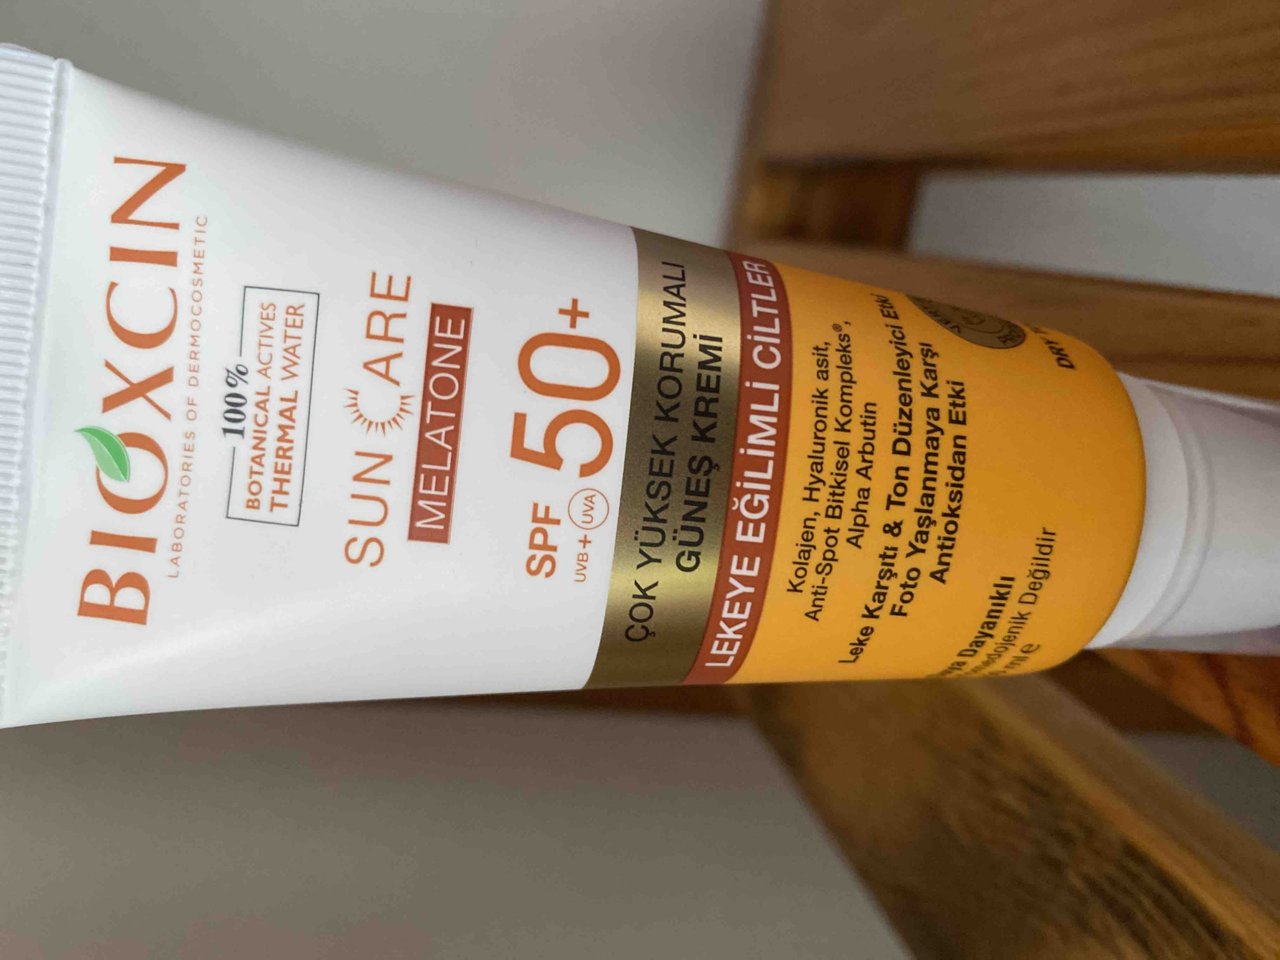 BIOXCIN
LABORATORIES OF DERMOCOSMETIC
100%
BOTANICAL ACTIVES
THERMAL WATER
SUN CARE
MELATONE
SPF 50+
UVB+ UVA
ÇOK YÜKSEK KORUMALI
GÜNEŞ KREMİ
LEKEYE EĞİLİMLİ CİLTLER
Kolajen, Hyaluronik asit,
Anti-Spot Bitkisel Kompleks®,
Alpha Arbutin
Leke Karşıtı & Ton Düzenleyici Etki
Foto Yaşlanmaya Karşı
Antioksidan Etki
DRY
Dayanıklı
Değildir
ml e